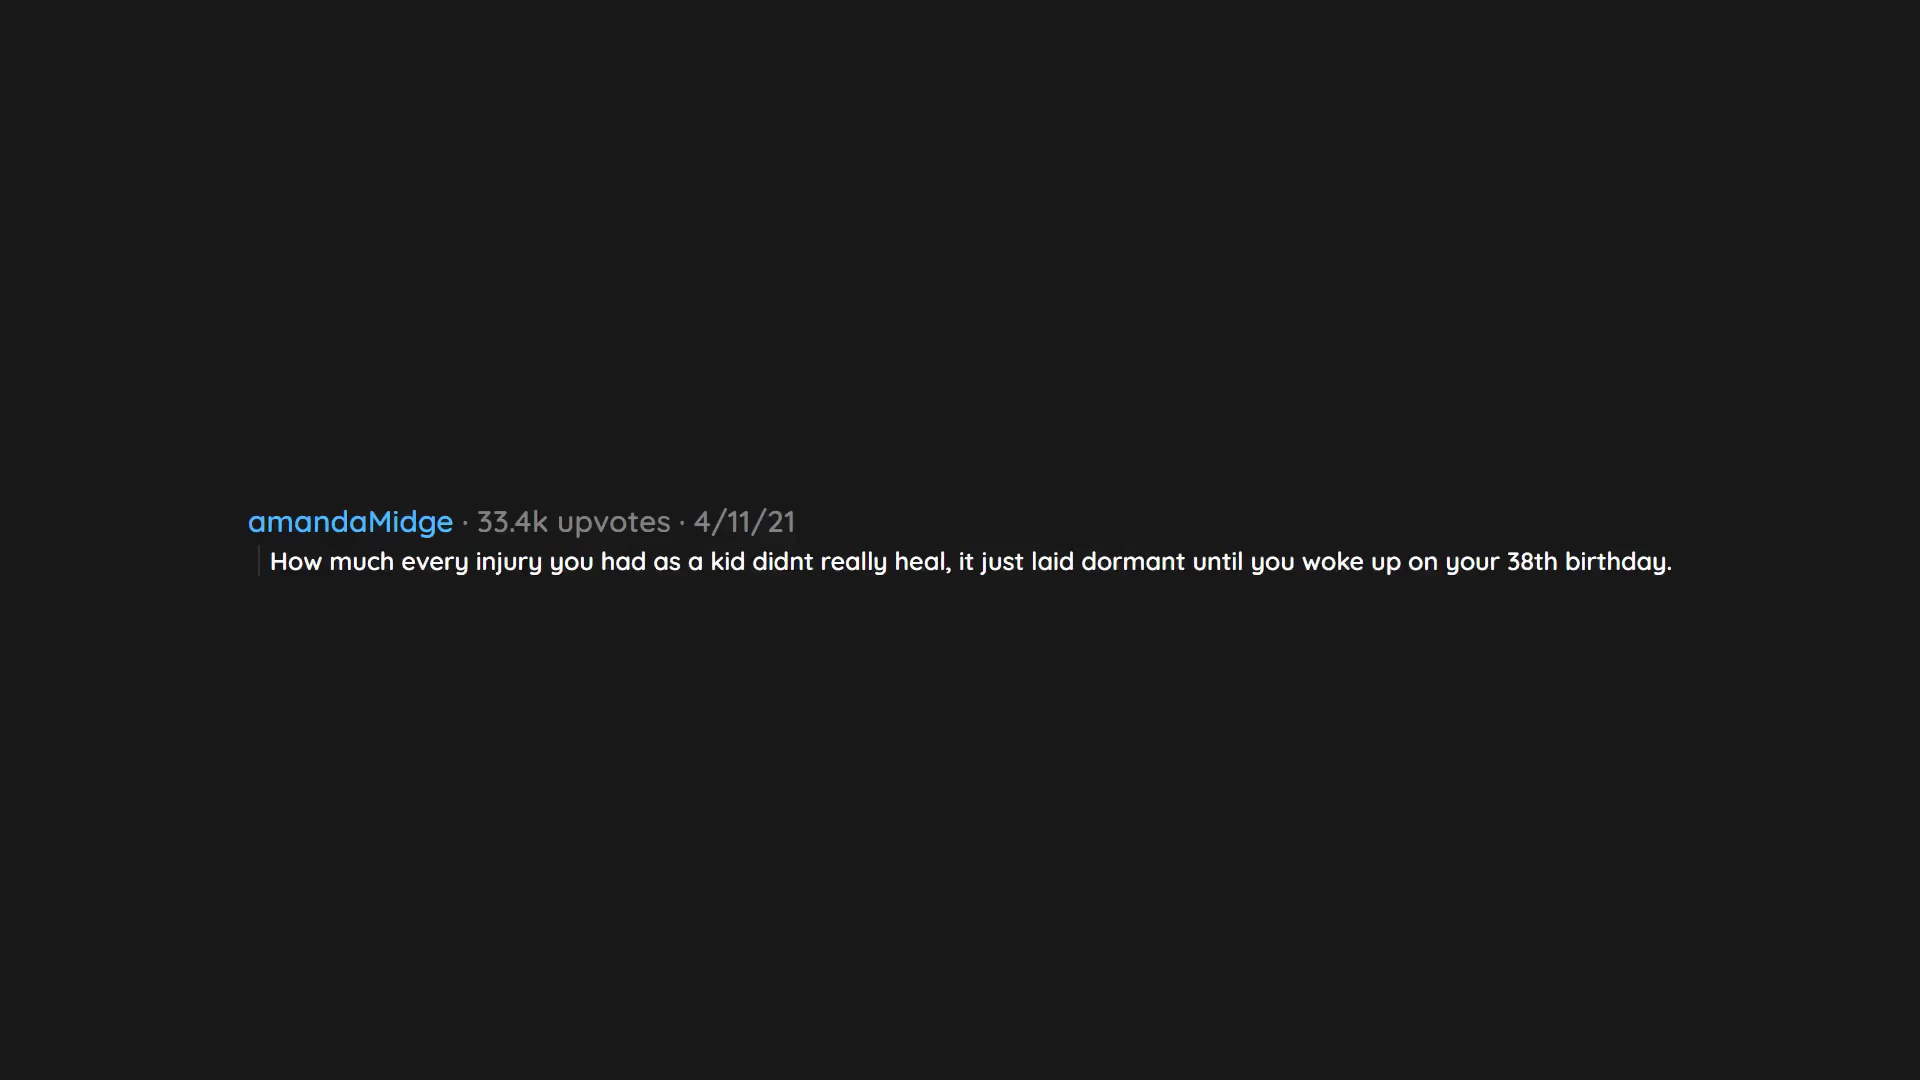 amandaMidge · 33.4k upvotes · 4/11/21
How much every injury you had as a kid didnt really heal, it just laid dormant until you woke up on your 38th birthday.